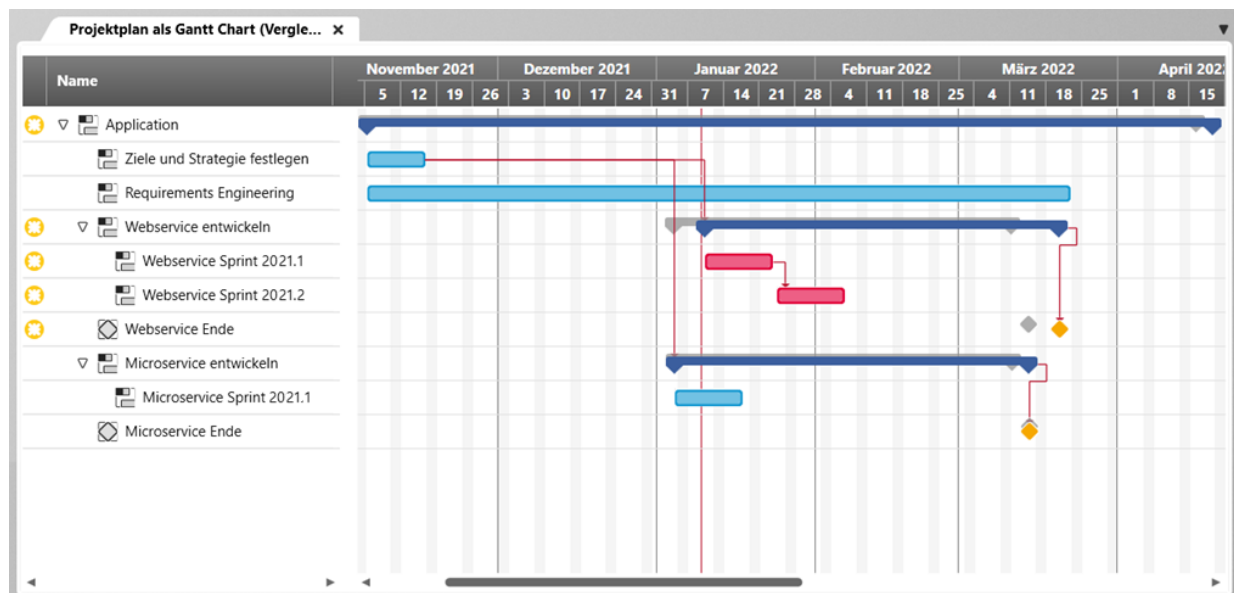 Projektplan als Gantt Chart (Vergle...
Name
November 2021 Dezember 2021 Januar 2022 Februar 2022 März 2022 April 202
5 12 19 26 3 10 17 24 31 7 14 21 28 4 11 18 25 4 11 18 25 1 8 15
Application
Ziele und Strategie festlegen
Requirements Engineering
Webservice entwickeln
Webservice Sprint 2021.1
Webservice Sprint 2021.2
Webservice Ende
Microservice entwickeln
Microservice Sprint 2021.1
Microservice Ende